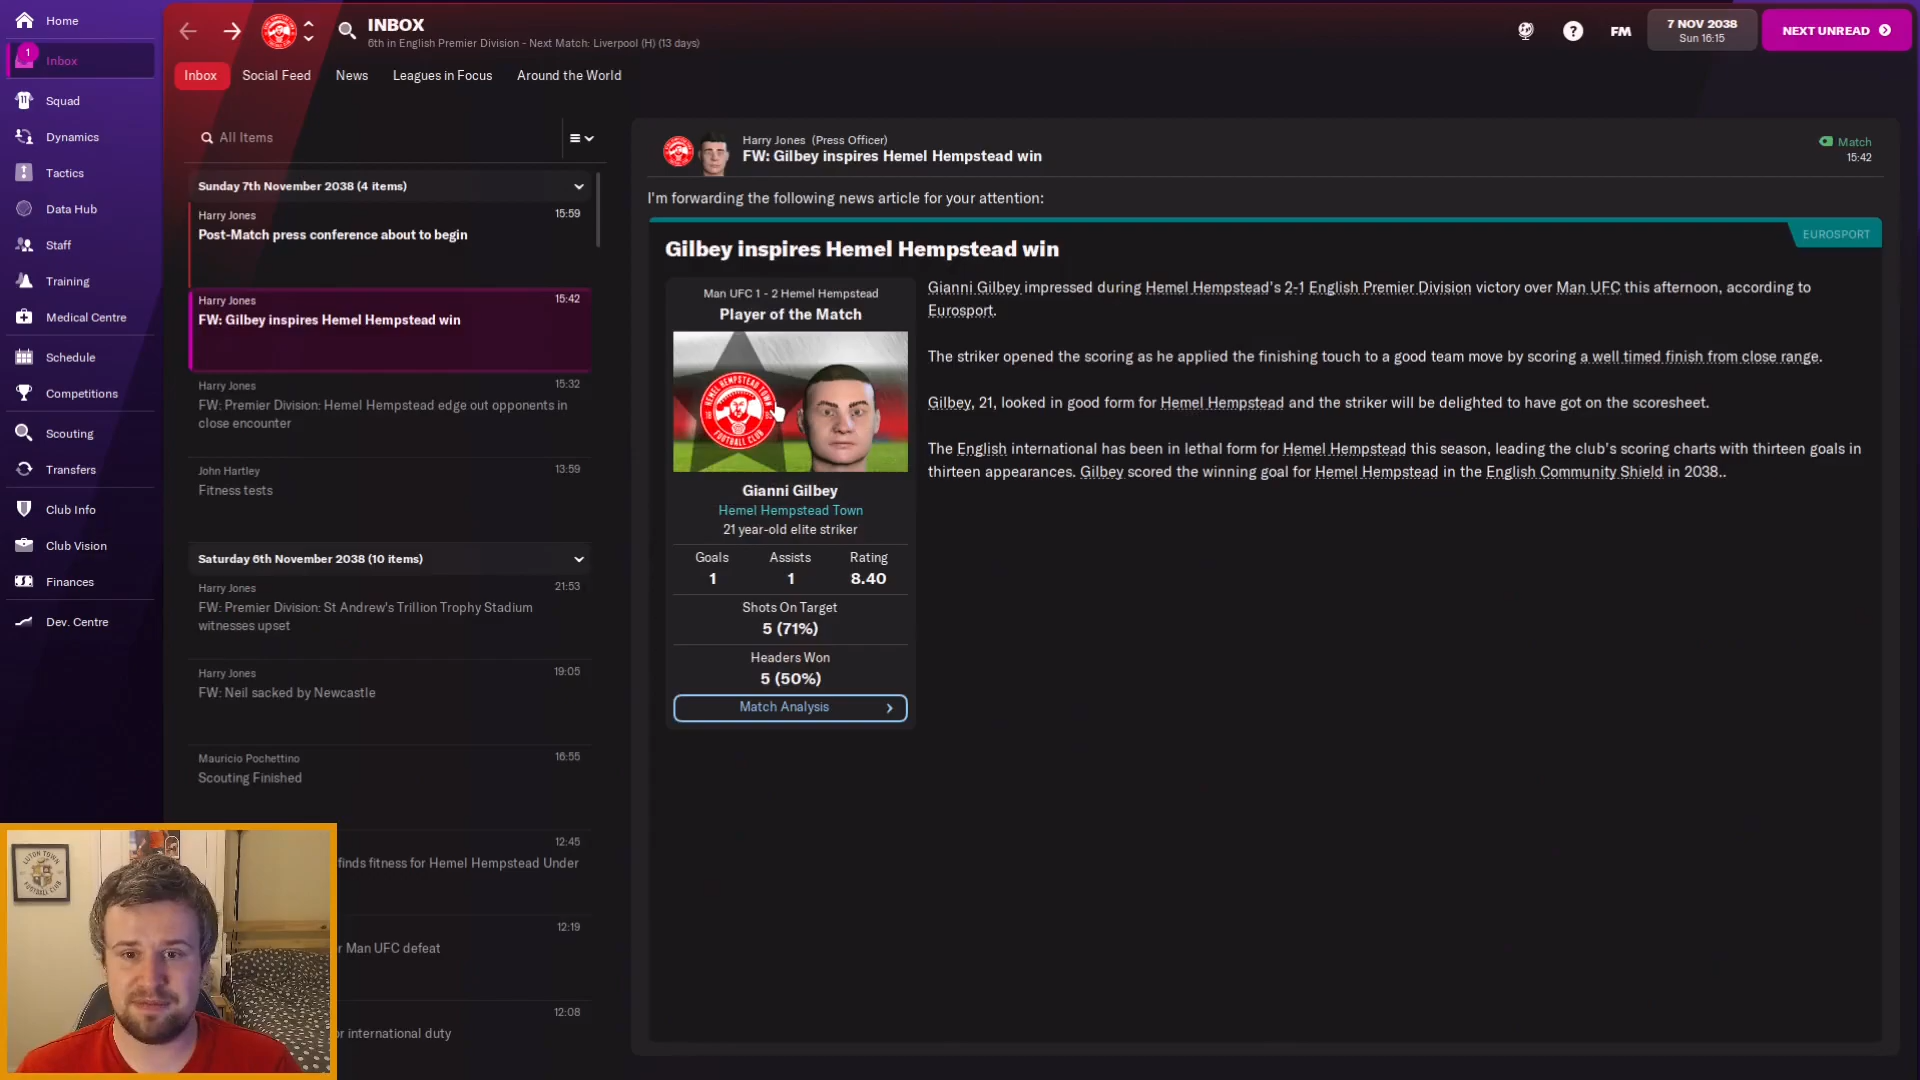 Home
1
Inbox
Squad
Dynamics
Tactics
Data Hub
Staff
Training
Medical Centre
Schedule
Competitions
Scouting
Transfers
Club Info
Club Vision
Finances
Dev. Centre
INBOX
6th in English Premier Division - Next Match: Liverpool (H) (13 days)
FM
7 NOV 2038
Sun 16:15
NEXT UNREAD
Inbox
Social Feed
News
Leagues in Focus
Around the World
All Items
Sunday 7th November 2038 (4 items)
Harry Jones 15:59
Post-Match press conference about to begin
Harry Jones 15:42
FW: Gilbey inspires Hemel Hempstead win
Harry Jones 15:32
FW: Premier Division: Hemel Hempstead edge out opponents in
close encounter
John Hartley 13:59
Fitness tests
Saturday 6th November 2038 (10 items)
Harry Jones 21:53
FW: Premier Division: St Andrew's Trillion Trophy Stadium
witnesses upset
Harry Jones 19:05
FW: Neil sacked by Newcastle
Mauricio Pochettino 16:55
Scouting Finished
12:45
finds fitness for Hemel Hempstead Under
12:19
r Man UFC defeat
12:08
or international duty
Harry Jones (Press Officer)
FW: Gilbey inspires Hemel Hempstead win
Match
15:42
I'm forwarding the following news article for your attention:
EUROSPORT
Gilbey inspires Hemel Hempstead win
Man UFC 1 - 2 Hemel Hempstead
Player of the Match
HEMEL HEMPSTEAD TOWN
FOOTBALL CLUB
Gianni Gilbey
Hemel Hempstead Town
21 year-old elite striker
Goals Assists Rating
1 1 8.40
Shots On Target
5 (71%)
Headers Won
5 (50%)
Match Analysis
Gianni Gilbey impressed during Hemel Hempstead's 2-1 English Premier Division victory over Man UFC this afternoon, according to
Eurosport.
The striker opened the scoring as he applied the finishing touch to a good team move by scoring a well timed finish from close range.
Gilbey, 21, looked in good form for Hemel Hempstead and the striker will be delighted to have got on the scoresheet.
The English international has been in lethal form for Hemel Hempstead this season, leading the club's scoring charts with thirteen goals in
thirteen appearances. Gilbey scored the winning goal for Hemel Hempstead in the English Community Shield in 2038..
LUTON TOWN
FOOTBALL CLUB